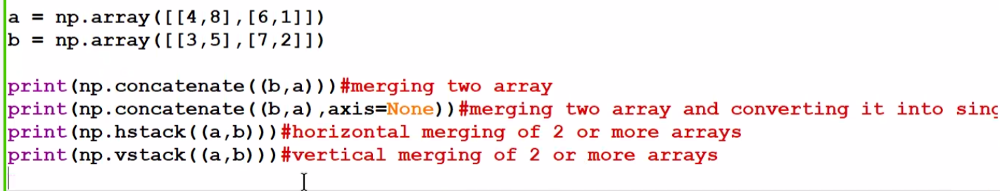 a = np.array([[4,8],[6,1]])
b = np.array([[3,5],[7,2]])
print(np.concatenate((b,a)))#merging two array
print(np.concatenate((b,a),axis=None))#merging two array and converting it into
print(np.hstack((a,b)))#horizontal merging of 2 or more arrays
print(np.vstack((a,b)))#vertical merging of 2 or more arrays